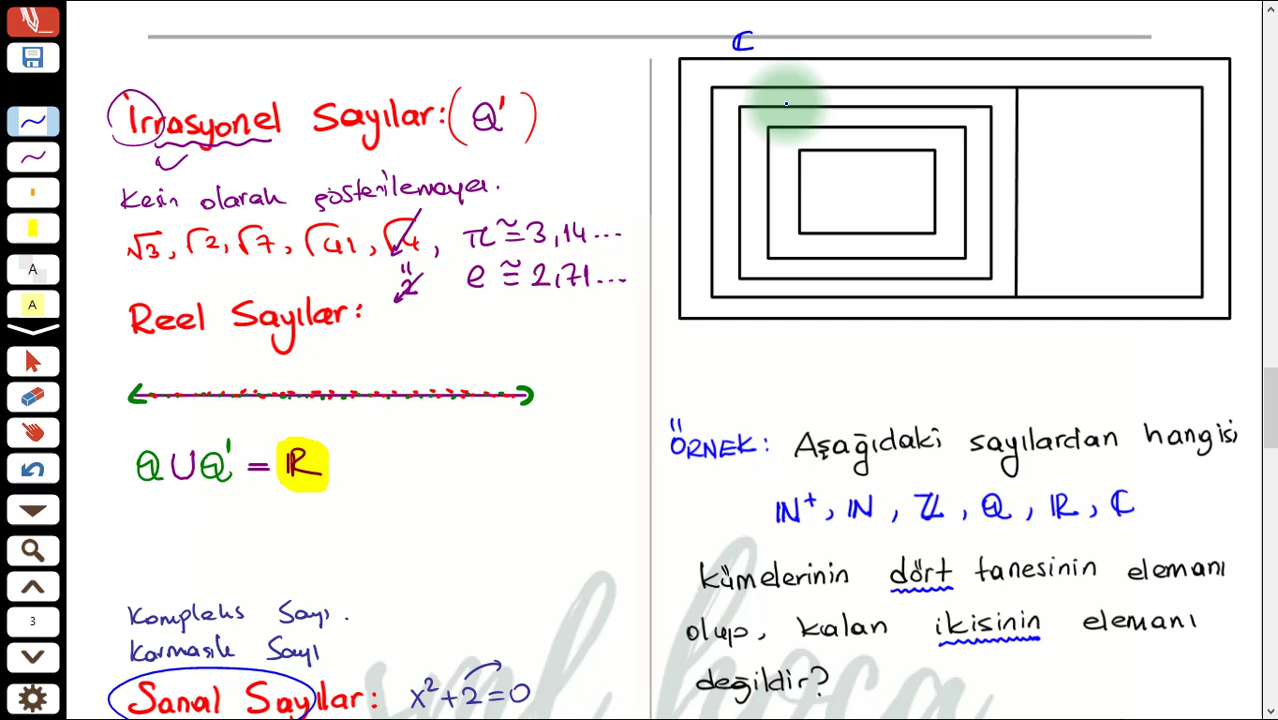 İrrasyonel Sayılar: (Q')
Kesin olarak gösterilemeyen.
√3, √2, √7, √41, √4, π ≅ 3,14...
"
2
e ≅ 2,71...
Reel Sayılar:
Q U Q' = ℝ
Kompleks Sayı.
Karmaşık Sayı
Sanal Sayılar: x²+2=0
ℂ
ÖRNEK: Aşağıdaki sayılardan hangisi
ℕ⁺, ℕ, ℤ, ℚ, ℝ, ℂ
kümelerinin dört tanesinin elemanı
olup, kalan ikisinin elemanı
değildir?
A
A
3